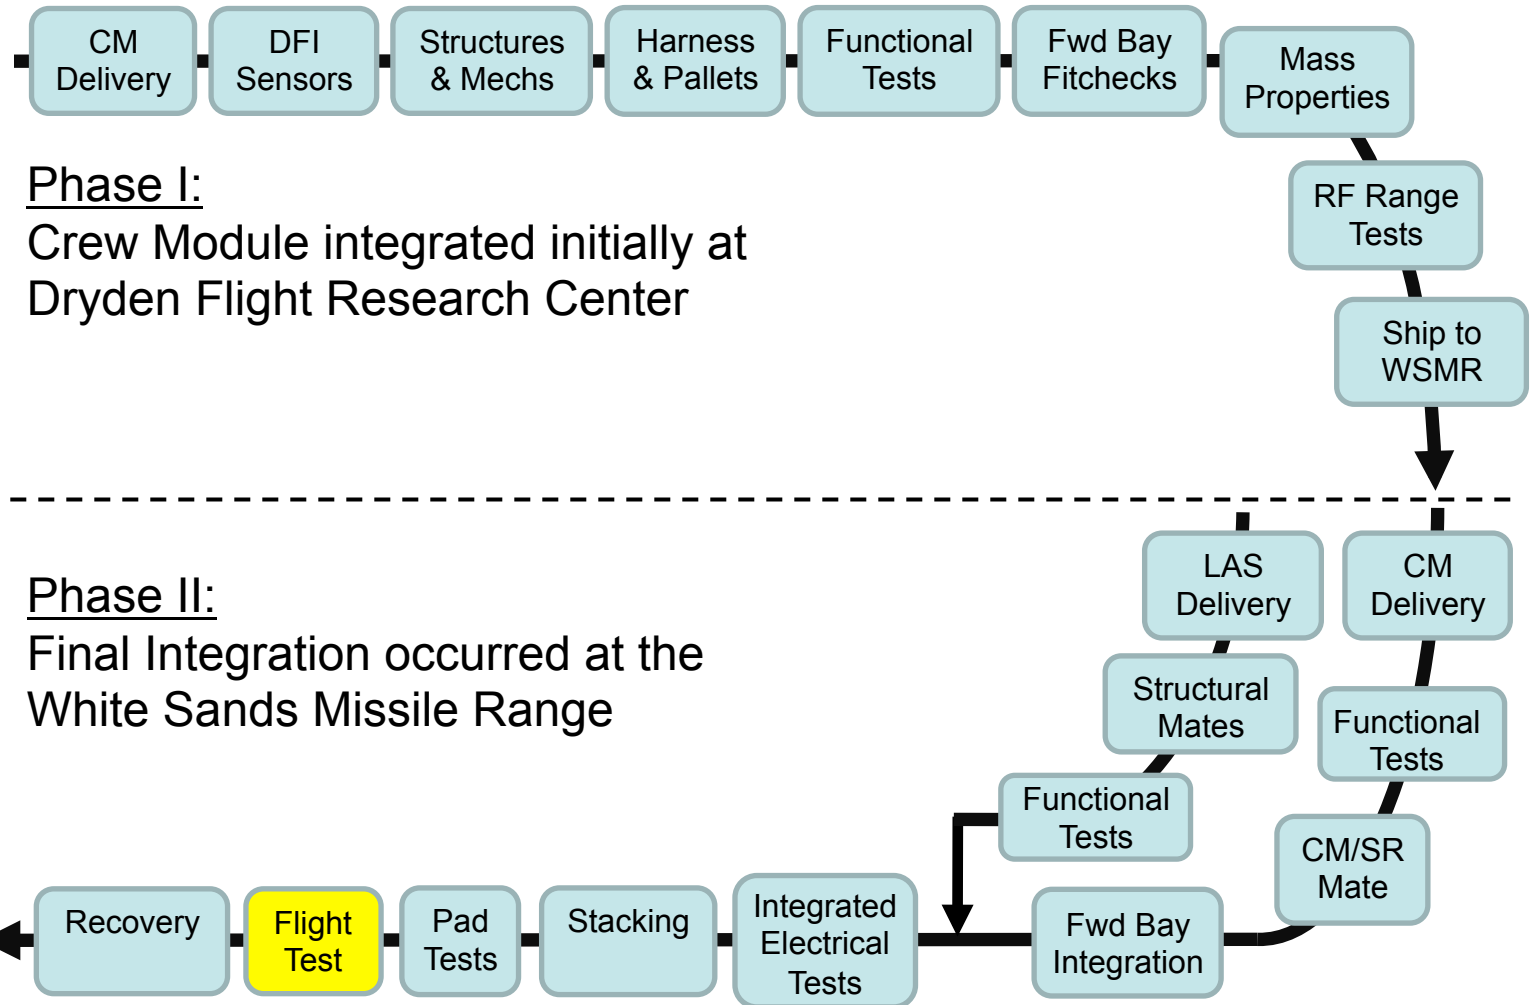 CM
Delivery
DFI
Sensors
Structures
& Mechs
Harness
& Pallets
Functional
Tests
Fwd Bay
Fitchecks
Mass
Properties
RF Range
Tests
Ship to
WSMR
Phase I:
Crew Module integrated initially at
Dryden Flight Research Center
Phase II:
Final Integration occurred at the
White Sands Missile Range
LAS
Delivery
CM
Delivery
Structural
Mates
Functional
Tests
Functional
Tests
CM/SR
Mate
Fwd Bay
Integration
Integrated
Electrical
Tests
Stacking
Pad
Tests
Flight
Test
Recovery